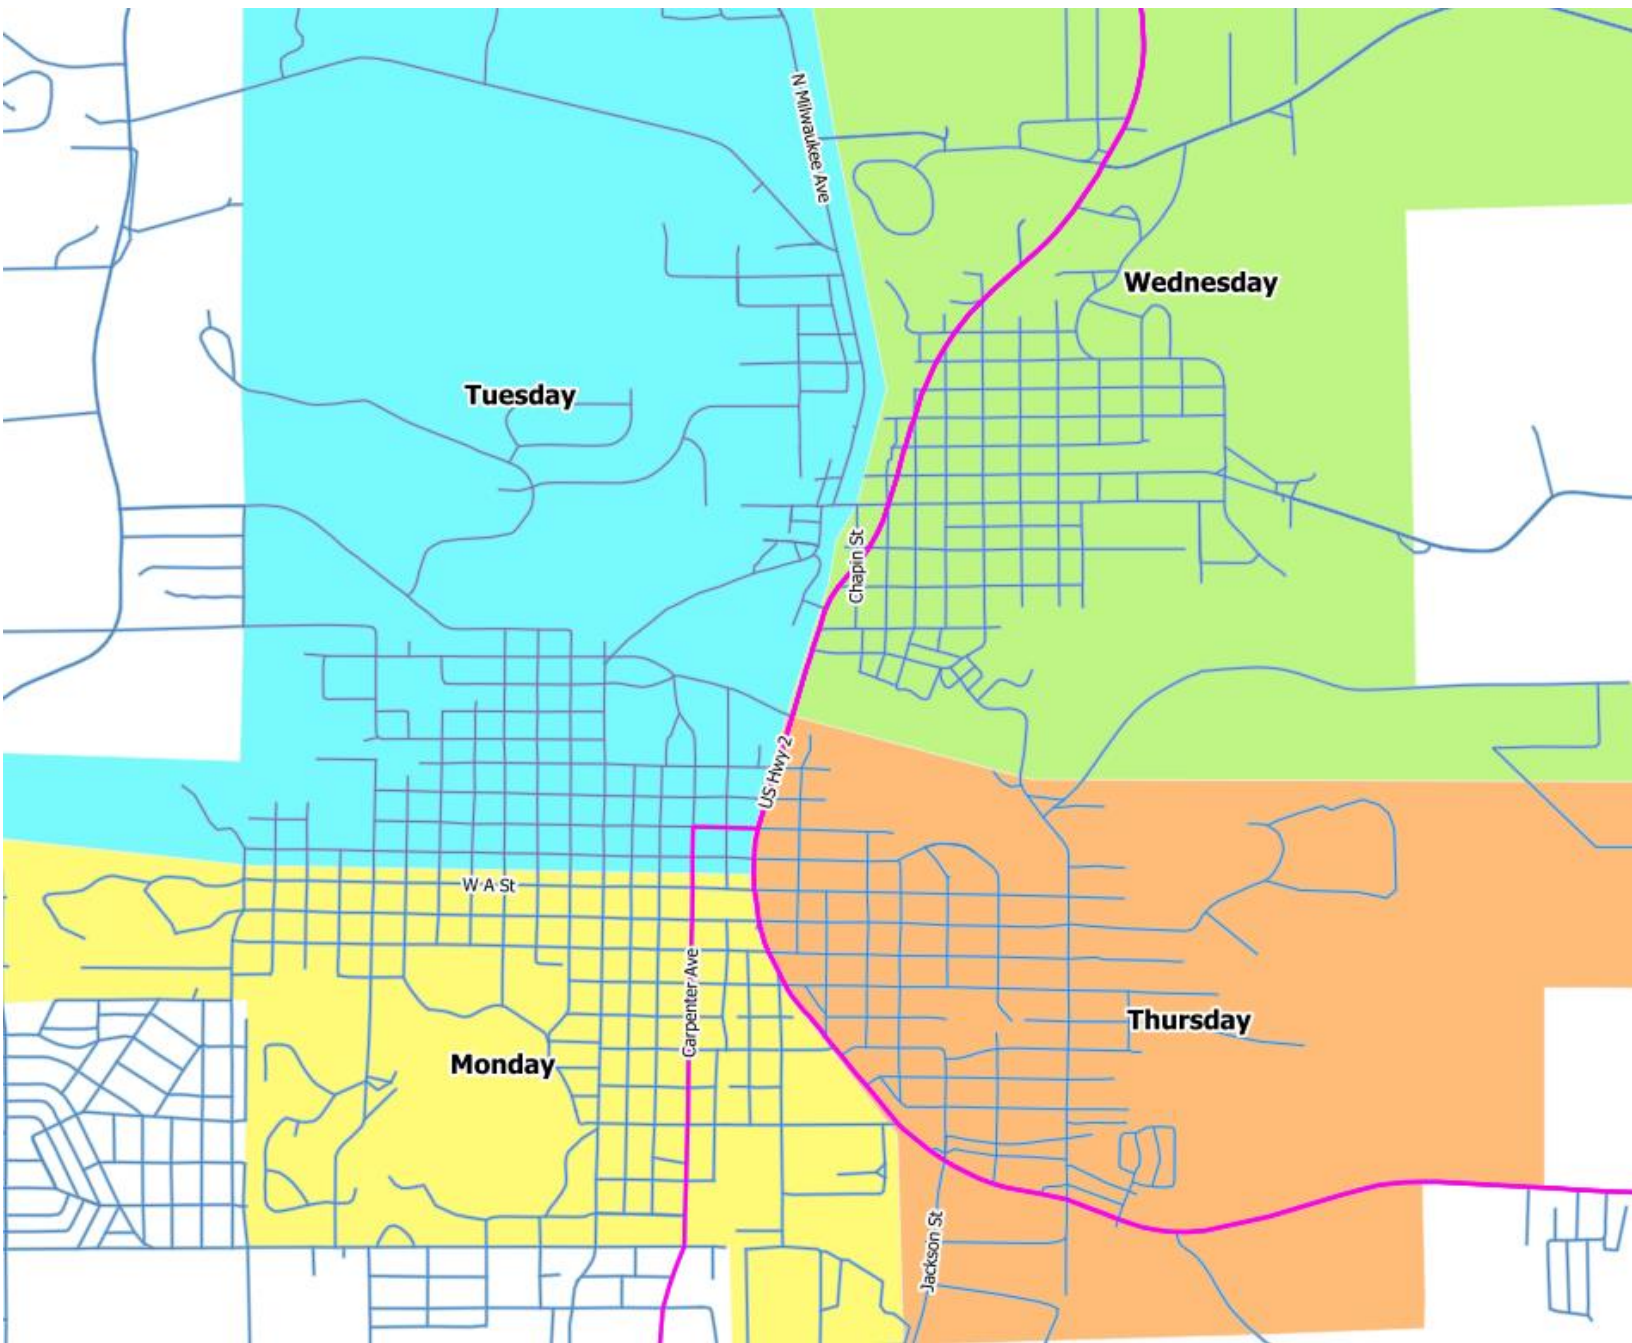 N Milwaukee Ave
Wednesday
Tuesday
Chapin St
US Hwy 2
W A St
Carpenter Ave
Thursday
Monday
Jackson St